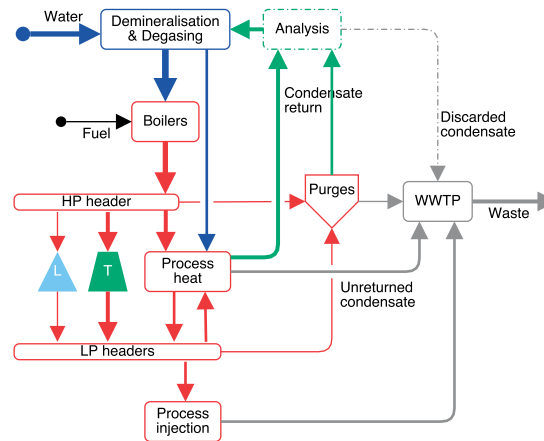 Water
Demineralisation
& Degasing
Analysis
Condensate
return
Discarded
condensate
Fuel
Boilers
HP header
Purges
WWTP
Waste
L
T
Process
heat
Unreturned
condensate
LP headers
Process
injection